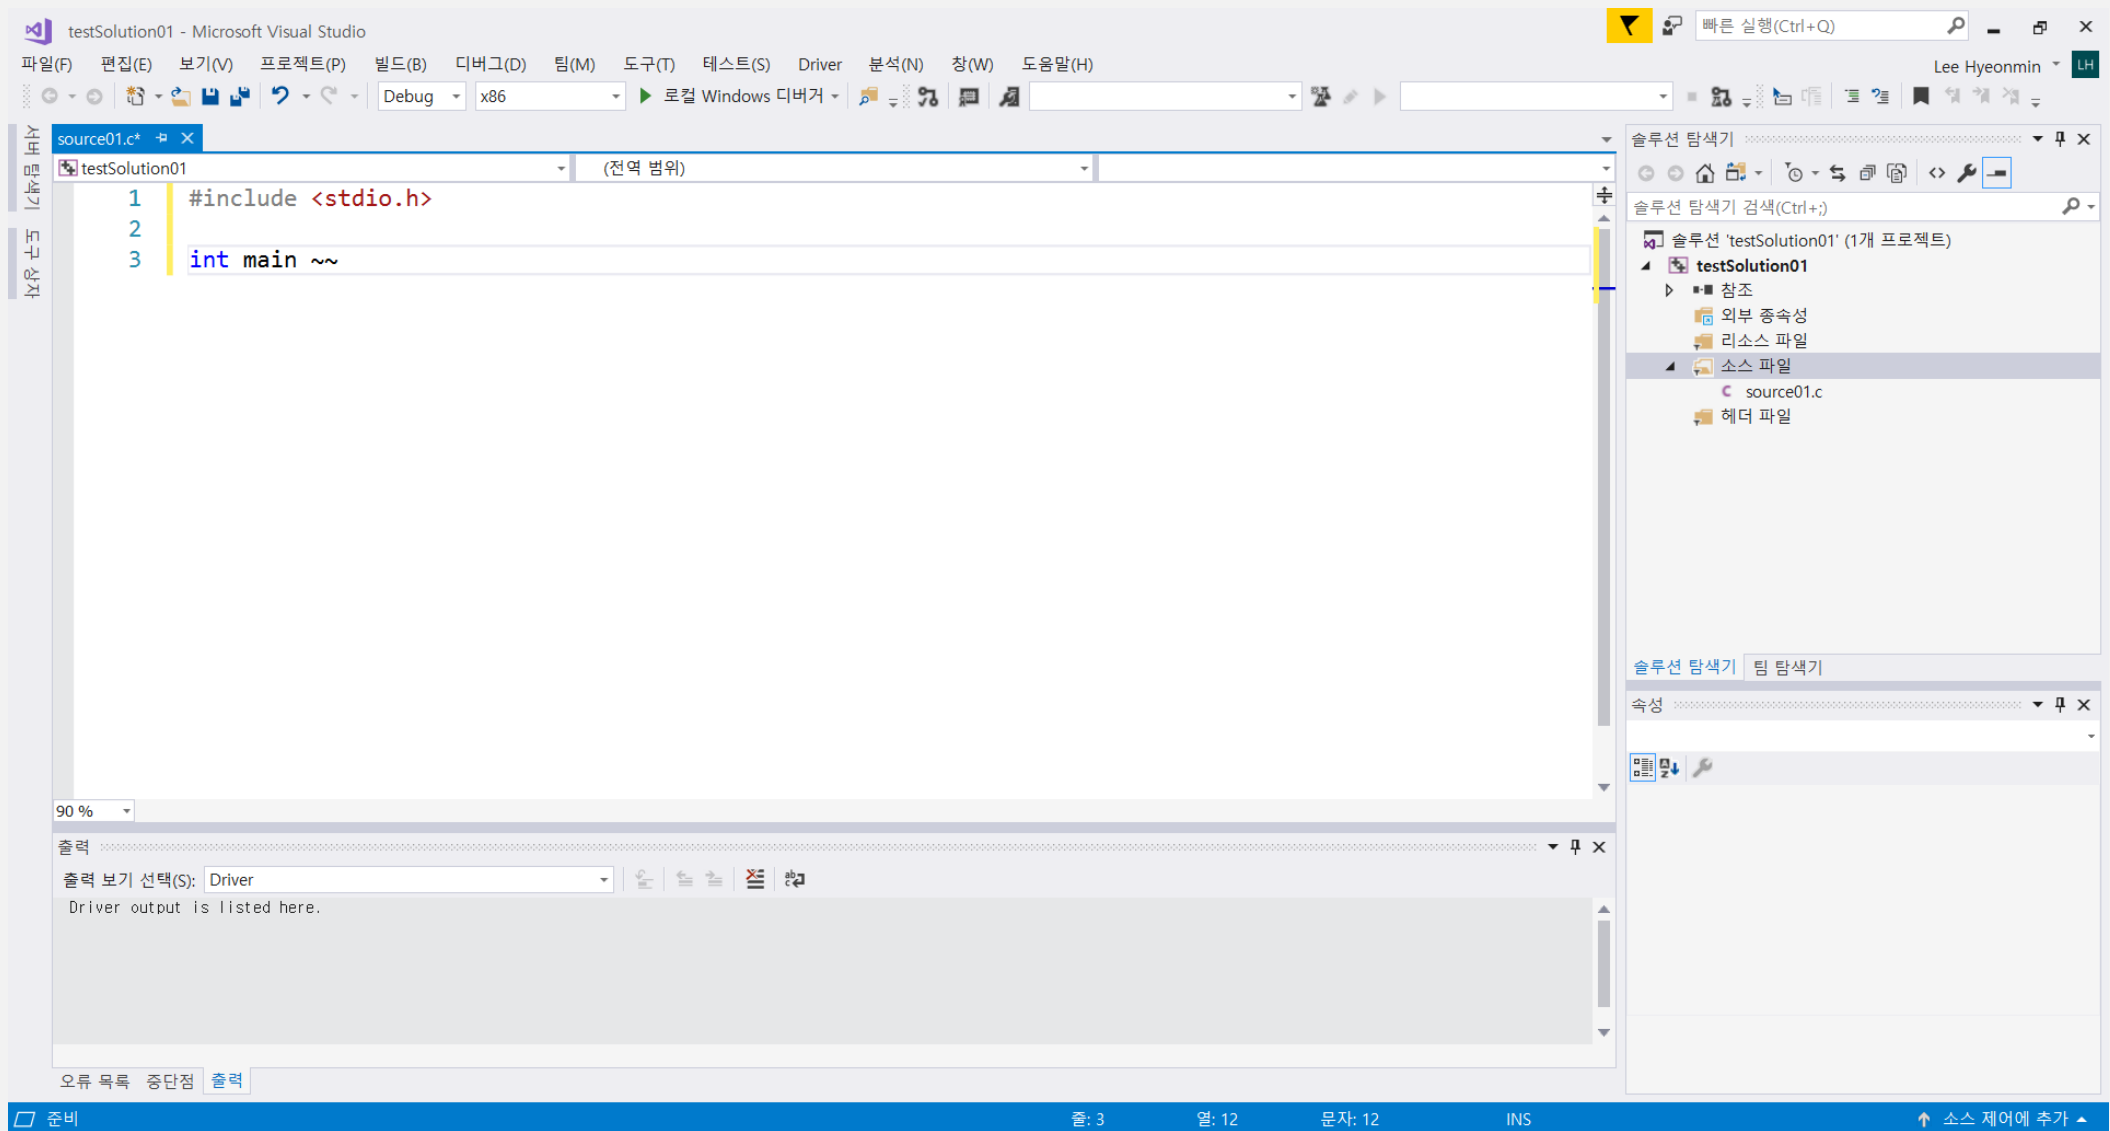 testSolution01 - Microsoft Visual Studio
빠른 실행(Ctrl+Q)
파일(F) 편집(E) 보기(V) 프로젝트(P) 빌드(B) 디버그(D) 팀(M) 도구(T) 테스트(S) Driver 분석(N) 창(W) 도움말(H)
Lee Hyeonmin LH
Debug x86 로컬 Windows 디버거
서버 탐색기
도구 상자
source01.c*
testSolution01 (전역 범위)
1 #include <stdio.h>
2
3 int main ~~
90 %
출력
출력 보기 선택(S): Driver
Driver output is listed here.
오류 목록 중단점 출력
솔루션 탐색기
솔루션 탐색기 검색(Ctrl+;)
솔루션 'testSolution01' (1개 프로젝트)
testSolution01
참조
외부 종속성
리소스 파일
소스 파일
C source01.c
헤더 파일
솔루션 탐색기 팀 탐색기
속성
준비 줄: 3 열: 12 문자: 12 INS 소스 제어에 추가